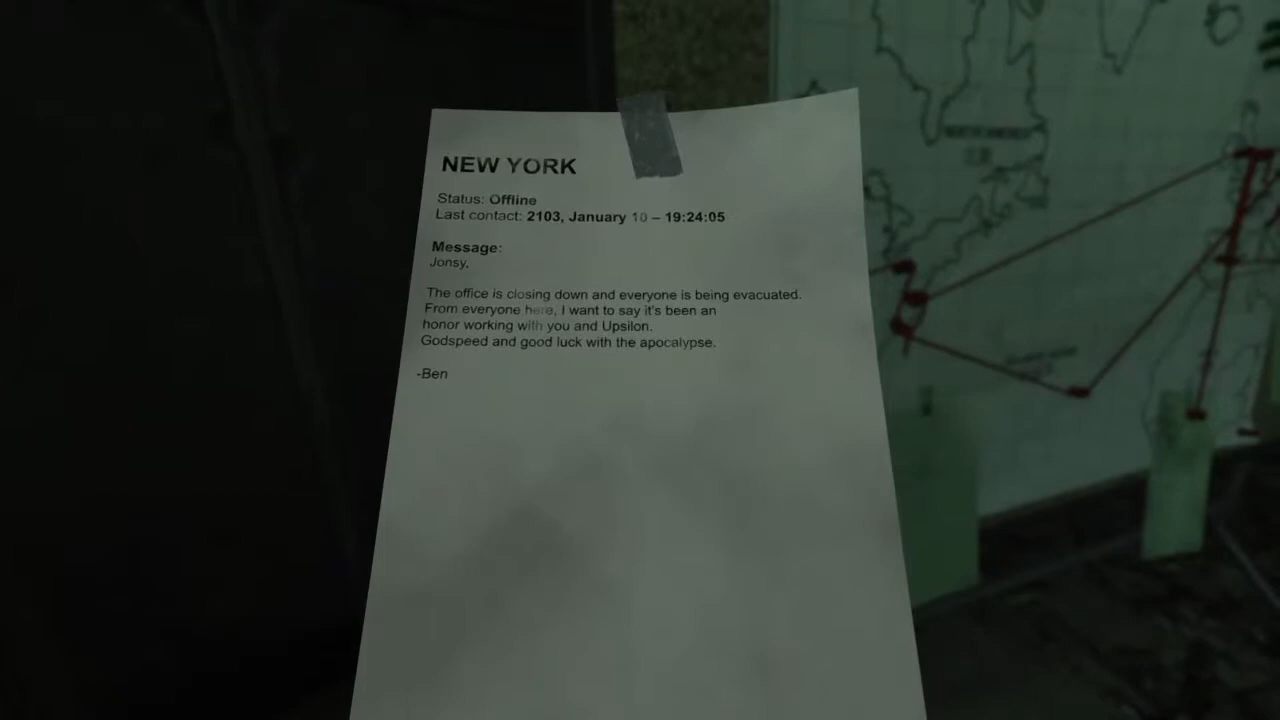 NEW YORK
Status: Offline
Last contact: 2103, January 10 – 19:24:05
Message:
Jonsy,
The office is closing down and everyone is being evacuated.
From everyone here, I want to say it's been an
honor working with you and Upsilon.
Godspeed and good luck with the apocalypse.
-Ben
NORTH AMERICA